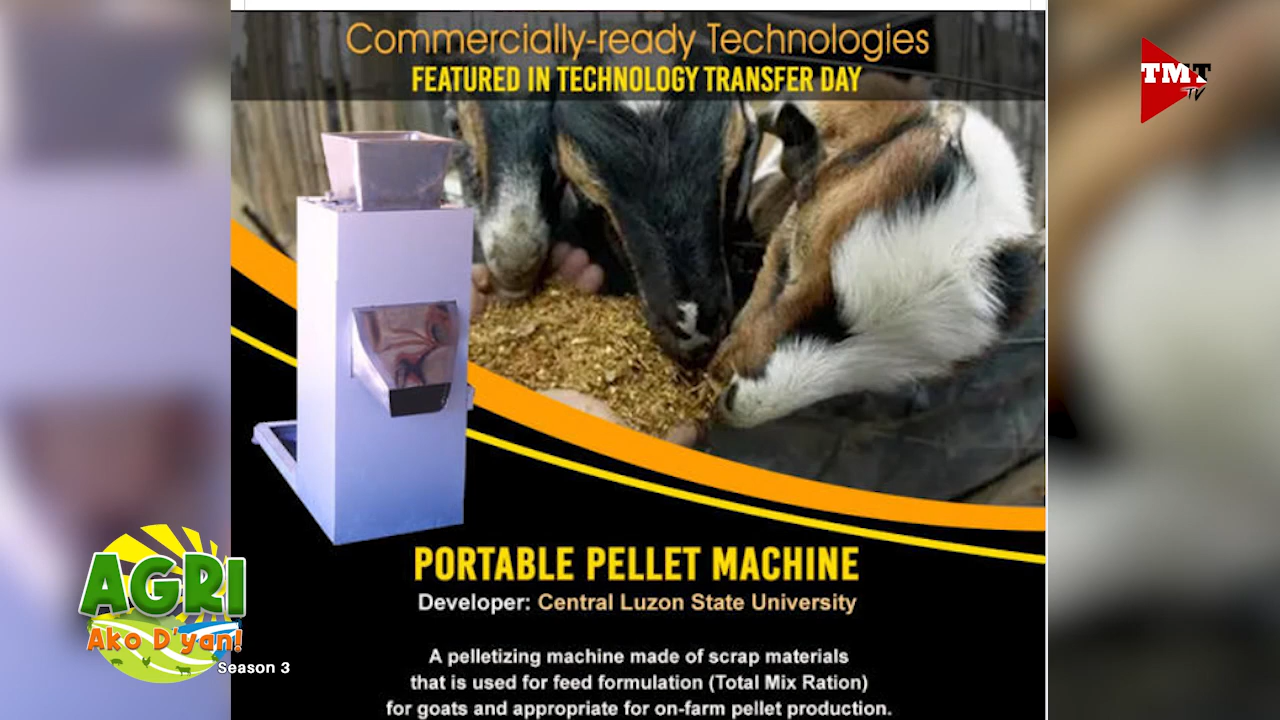 Commercially-ready Technologies
FEATURED IN TECHNOLOGY TRANSFER DAY
TMT
TV
PORTABLE PELLET MACHINE
Developer: Central Luzon State University
A pelletizing machine made of scrap materials
that is used for feed formulation (Total Mix Ration)
for goats and appropriate for on-farm pellet production.
AGRI
Ako D'yan!
Season 3